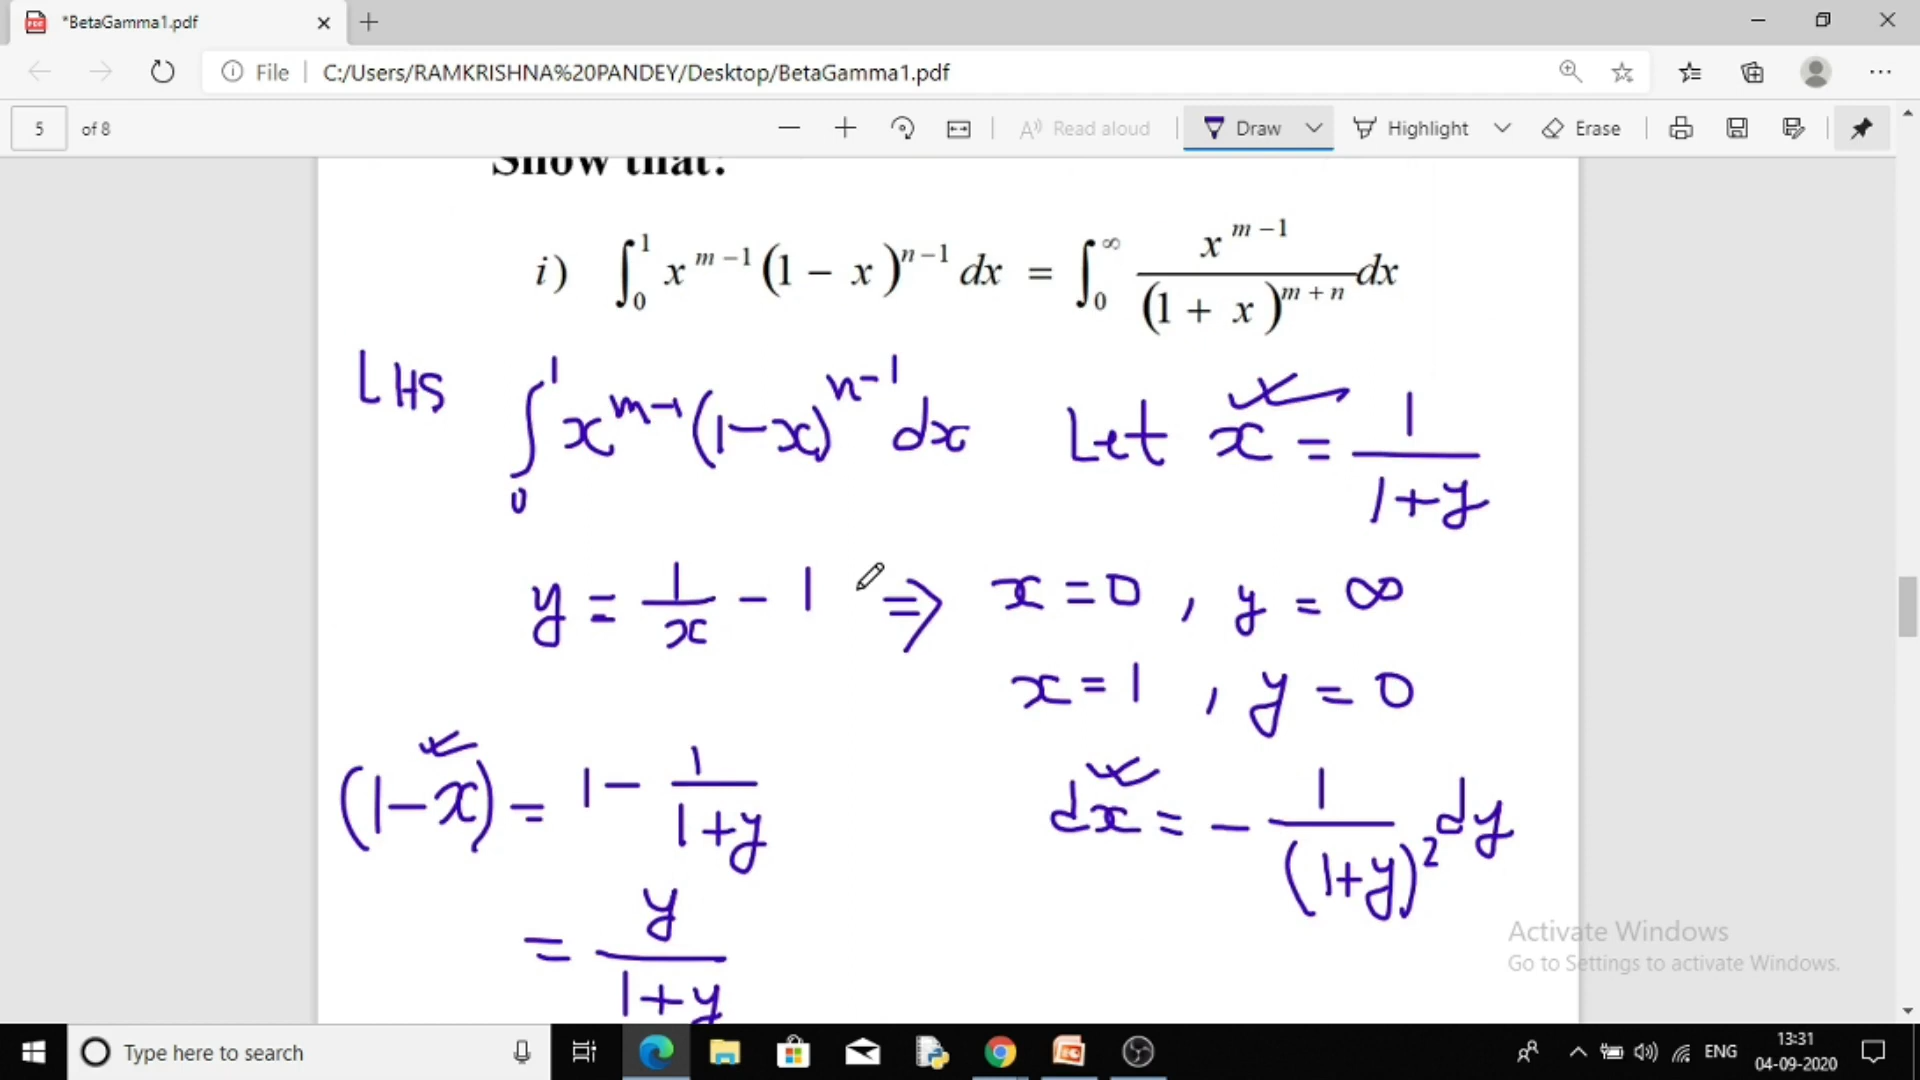 *BetaGamma1.pdf
File C:/Users/RAMKRISHNA%20PANDEY/Desktop/BetaGamma1.pdf
5 of 8 Read aloud Draw Highlight Erase
Show that:
i) ∫₀¹ x^(m−1) (1 − x)^(n−1) dx = ∫₀^∞ x^(m−1) / (1 + x)^(m+n) dx
LHS ∫₀¹ x^(m−1) (1−x)^(n−1) dx Let x = 1/(1+y)
y = 1/x − 1 ⇒ x = 0 , y = ∞
x = 1 , y = 0
(1−x) = 1 − 1/(1+y) dx = − 1/(1+y)² dy
= y/(1+y)
Activate Windows
Go to Settings to activate Windows.
Type here to search ENG 13:31
04-09-2020